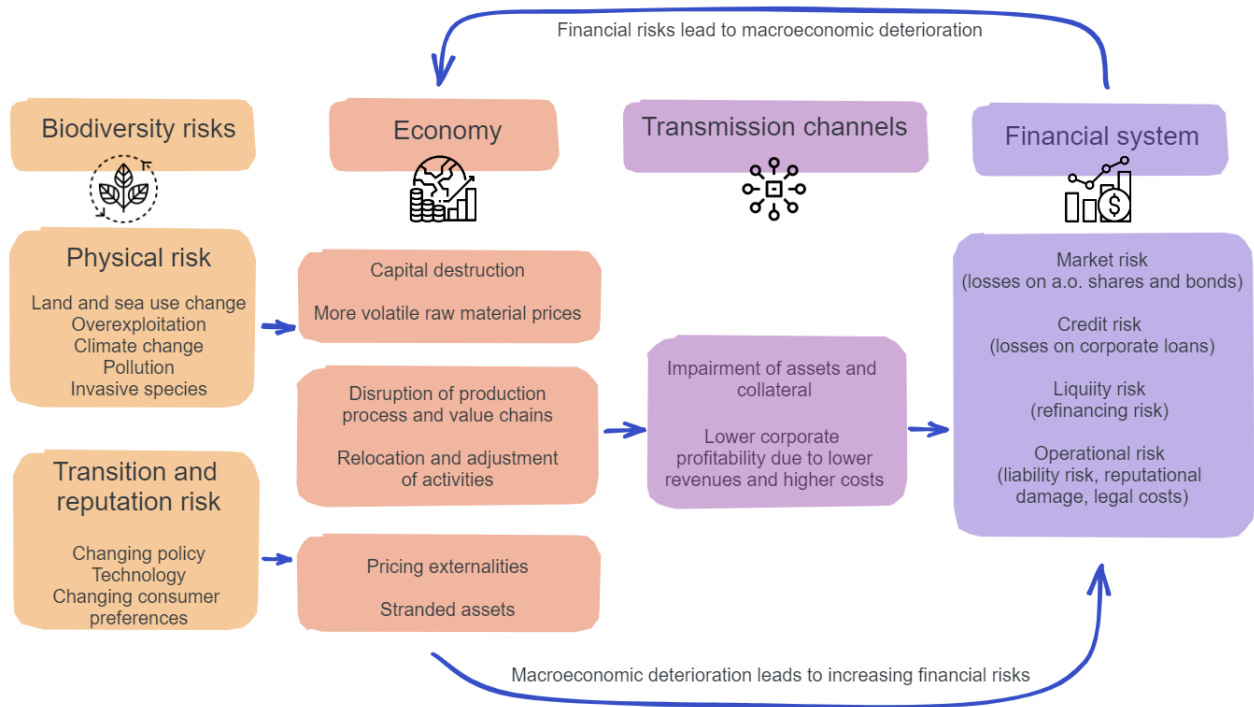 Financial risks lead to macroeconomic deterioration
Biodiversity risks
Economy
Transmission channels
Financial system
Physical risk
Land and sea use change
Overexploitation
Climate change
Pollution
Invasive species
Transition and
reputation risk
Changing policy
Technology
Changing consumer
preferences
Capital destruction
More volatile raw material prices
Disruption of production
process and value chains
Relocation and adjustment
of activities
Pricing externalities
Stranded assets
Impairment of assets and
collateral
Lower corporate
profitability due to lower
revenues and higher costs
Market risk
(losses on a.o. shares and bonds)
Credit risk
(losses on corporate loans)
Liquiity risk
(refinancing risk)
Operational risk
(liability risk, reputational
damage, legal costs)
$
Macroeconomic deterioration leads to increasing financial risks